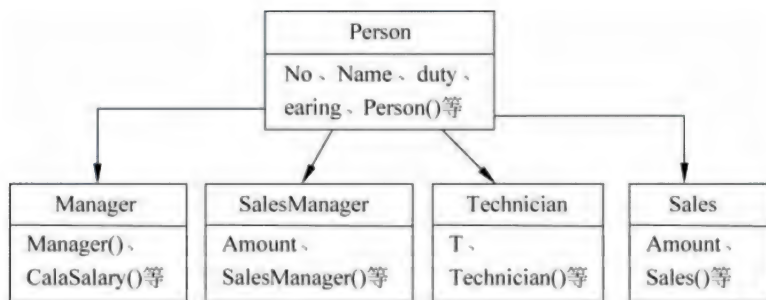 Person
No、Name、duty、
earing、Person()等
Manager
Manager()、
CalaSalary()等
SalesManager
Amount、
SalesManager()等
Technician
T、
Technician()等
Sales
Amount、
Sales()等